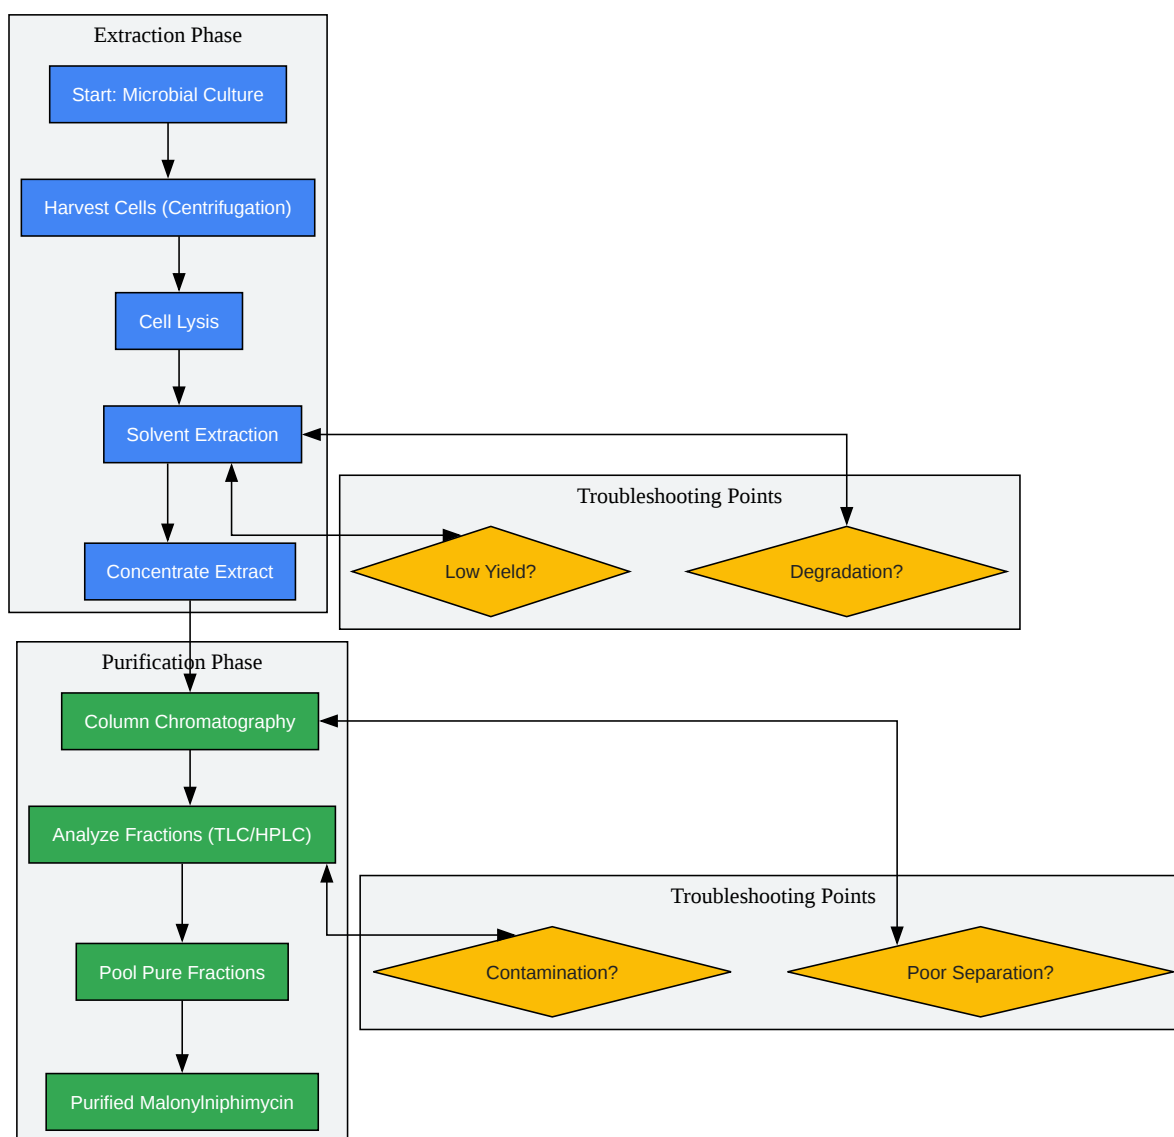 Extraction Phase
Start: Microbial Culture
Harvest Cells (Centrifugation)
Cell Lysis
Solvent Extraction
Concentrate Extract
Troubleshooting Points
Low Yield?
Degradation?
Purification Phase
Column Chromatography
Analyze Fractions (TLC/HPLC)
Pool Pure Fractions
Purified Malonylniphimycin
Troubleshooting Points
Contamination?
Poor Separation?